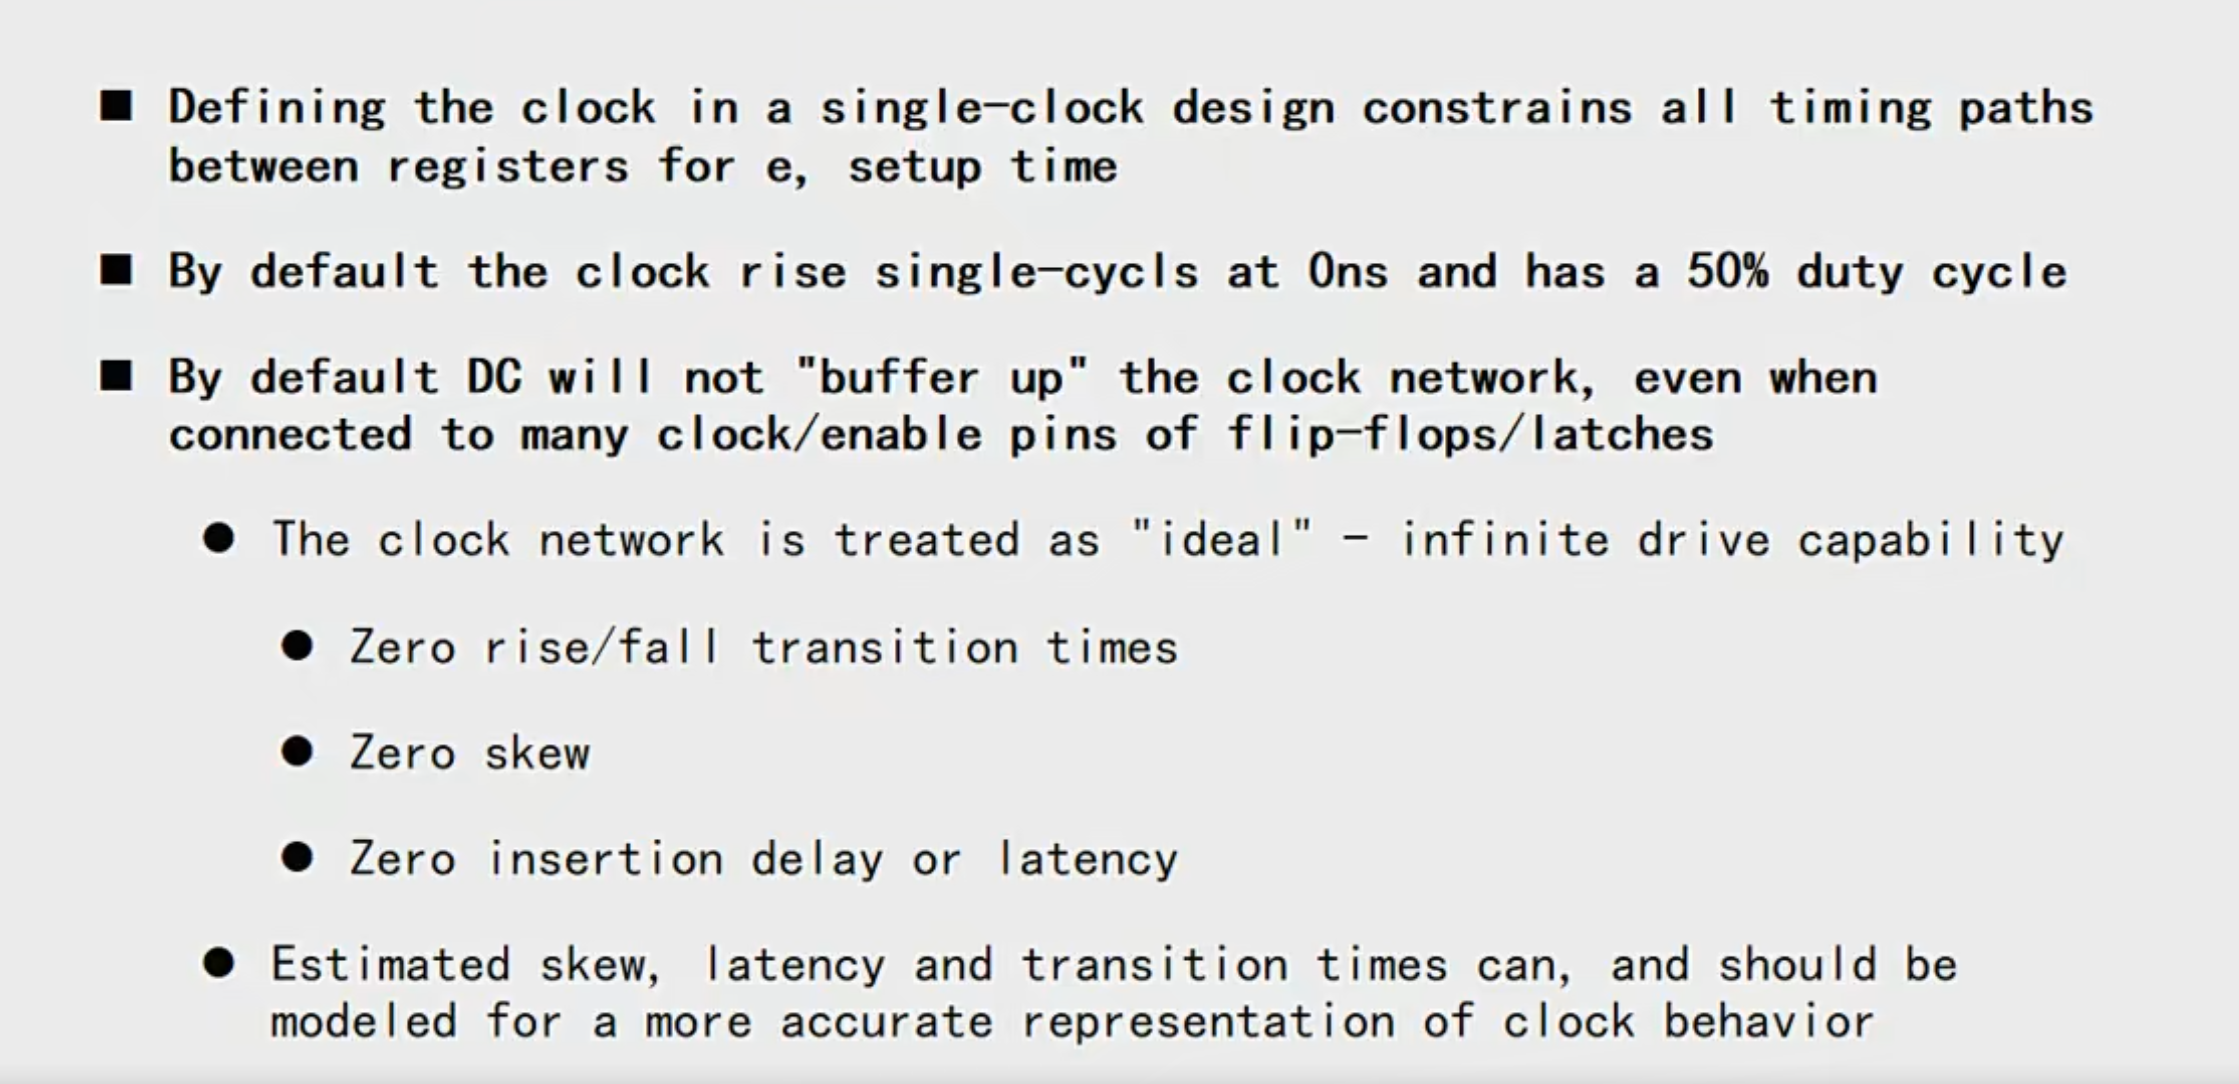 ■ Defining the clock in a single-clock design constrains all timing paths
between registers for e, setup time
■ By default the clock rise single-cycls at 0ns and has a 50% duty cycle
■ By default DC will not "buffer up" the clock network, even when
connected to many clock/enable pins of flip-flops/latches
● The clock network is treated as "ideal" - infinite drive capability
● Zero rise/fall transition times
● Zero skew
● Zero insertion delay or latency
● Estimated skew, latency and transition times can, and should be
modeled for a more accurate representation of clock behavior